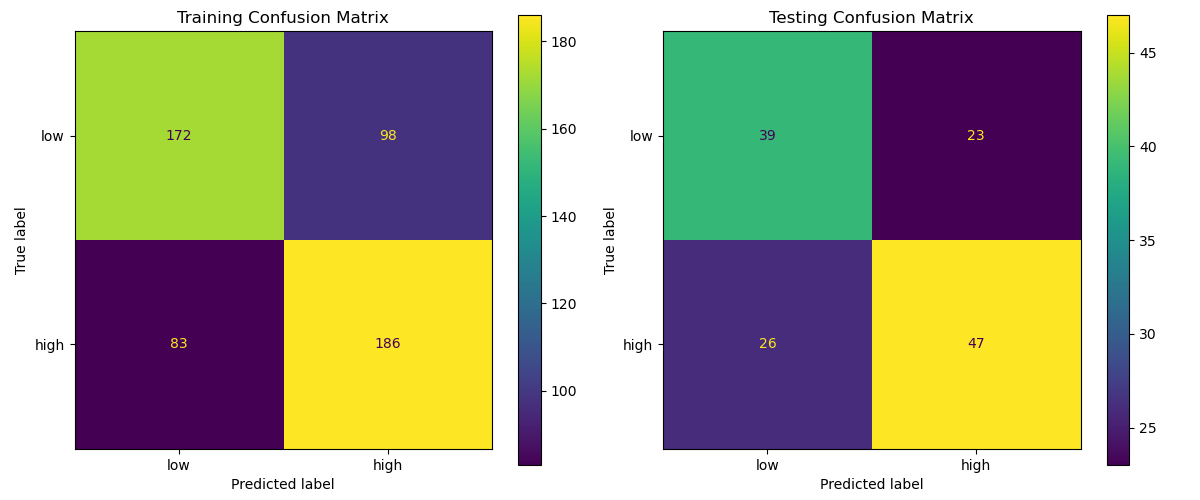 Training Confusion Matrix
True label
low
high
172
98
83
186
low
high
Predicted label
180
160
140
120
100
Testing Confusion Matrix
True label
low
high
39
23
26
47
low
high
Predicted label
45
40
35
30
25